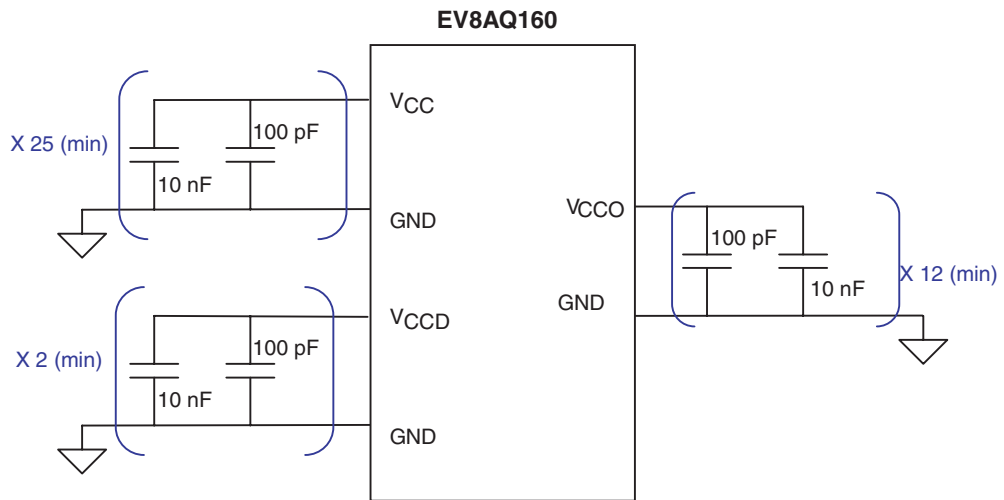 EV8AQ160
VCC
100 pF
X 25 (min)
10 nF
GND
VCCO
100 pF
X 12 (min)
10 nF
GND
VCCD
100 pF
X 2 (min)
10 nF
GND